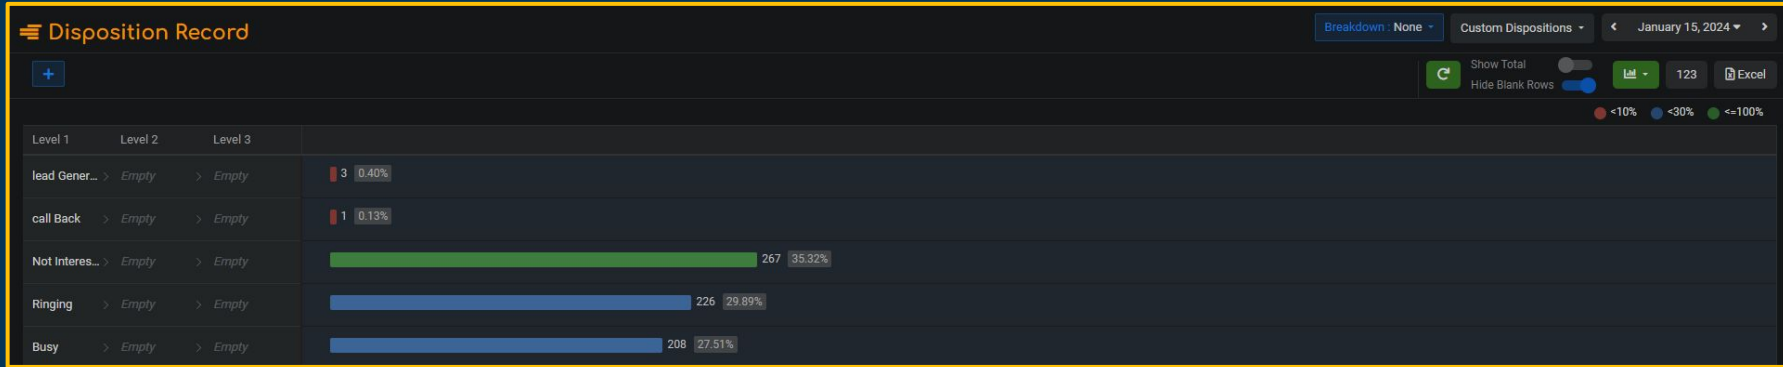 Disposition Record
Breakdown : None
Custom Dispositions
January 15, 2024
+
Show Total
Hide Blank Rows
123
Excel
<10% <30% <=100%
Level 1 Level 2 Level 3
lead Gener... > Empty > Empty 3 0.40%
call Back > Empty > Empty 1 0.13%
Not Interes... > Empty > Empty 267 35.32%
Ringing > Empty > Empty 226 29.89%
Busy > Empty > Empty 208 27.51%